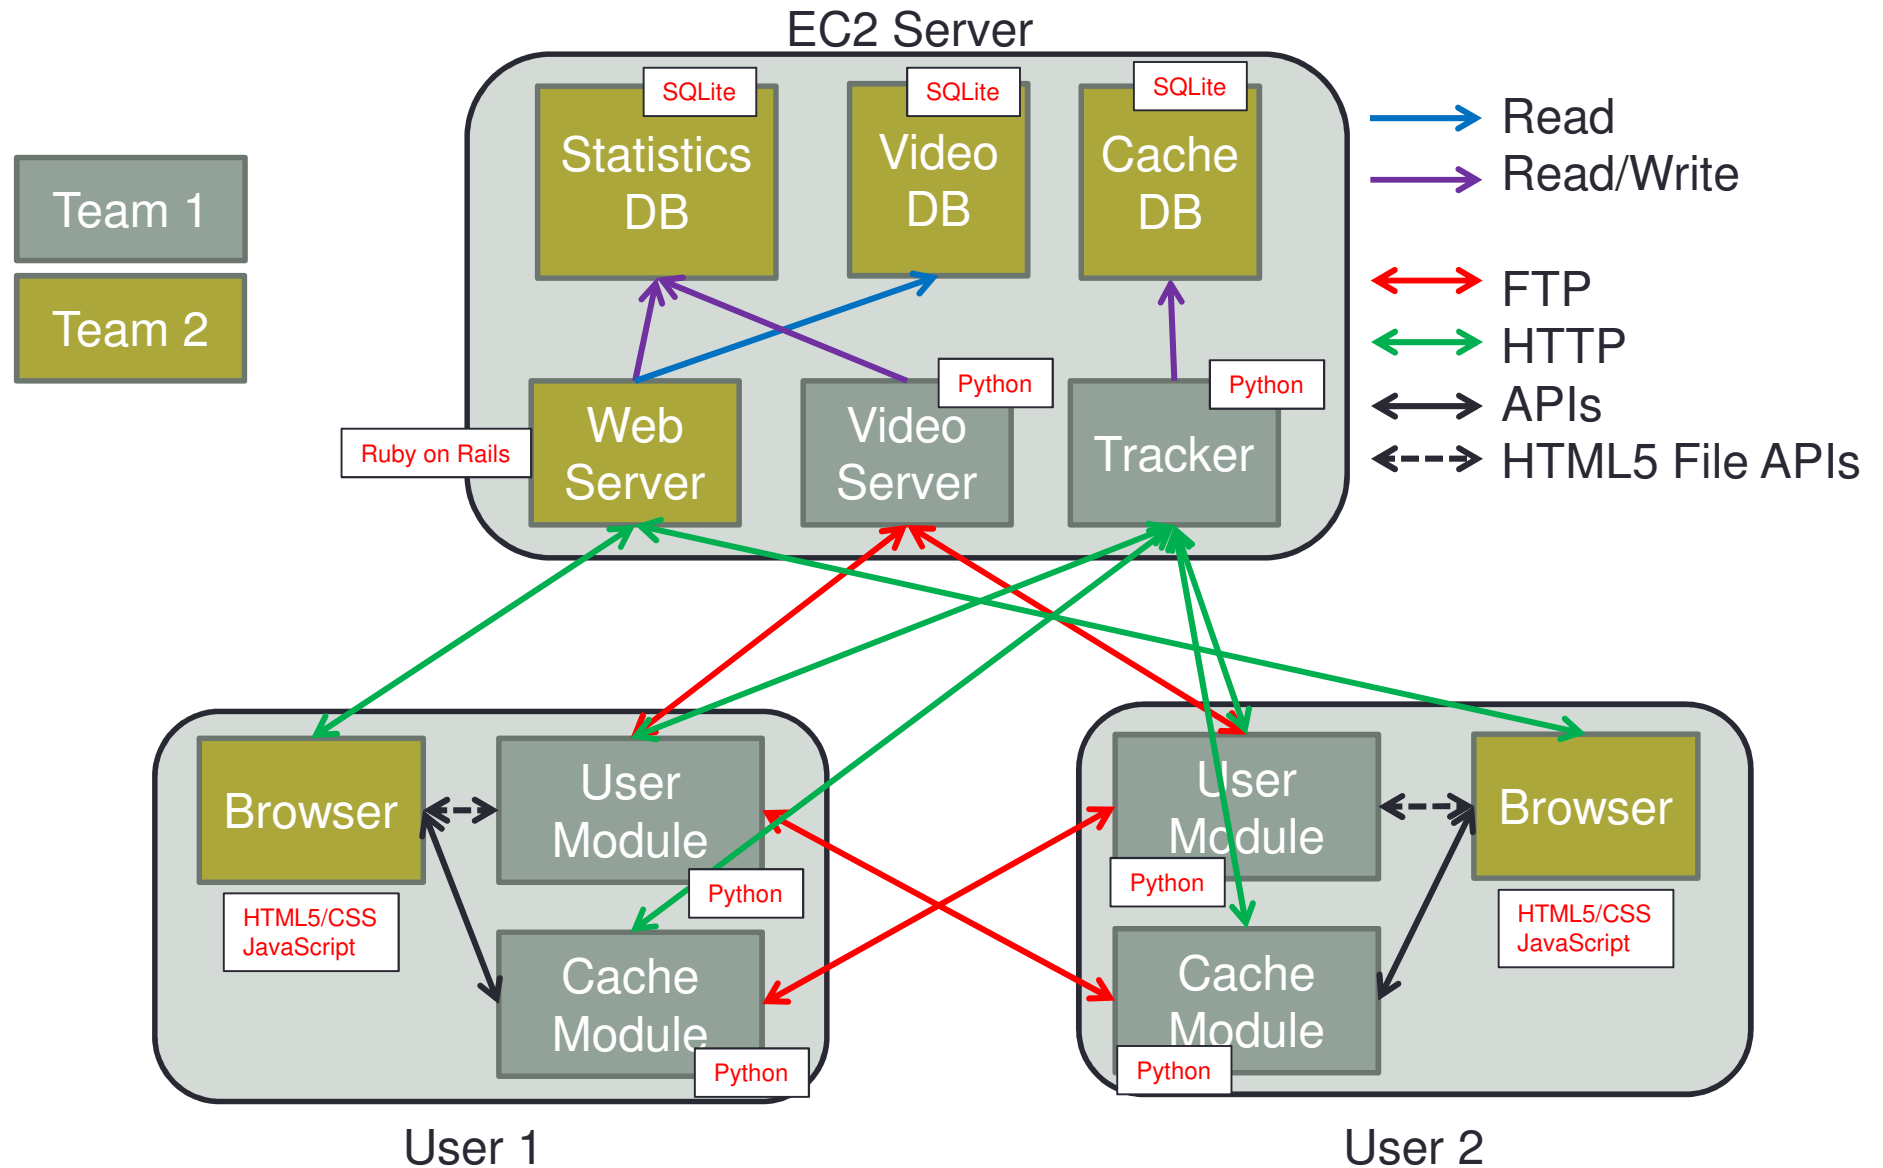 EC2 Server
SQLite
SQLite
SQLite
Statistics
DB
Video
DB
Cache
DB
Read
Read/Write
Team 1
Team 2
FTP
HTTP
APIs
HTML5 File APIs
Python
Python
Ruby on Rails
Web
Server
Video
Server
Tracker
Browser
User
Module
Python
HTML5/CSS
JavaScript
Cache
Module
Python
User 1
User
Module
Python
Browser
HTML5/CSS
JavaScript
Cache
Module
Python
User 2